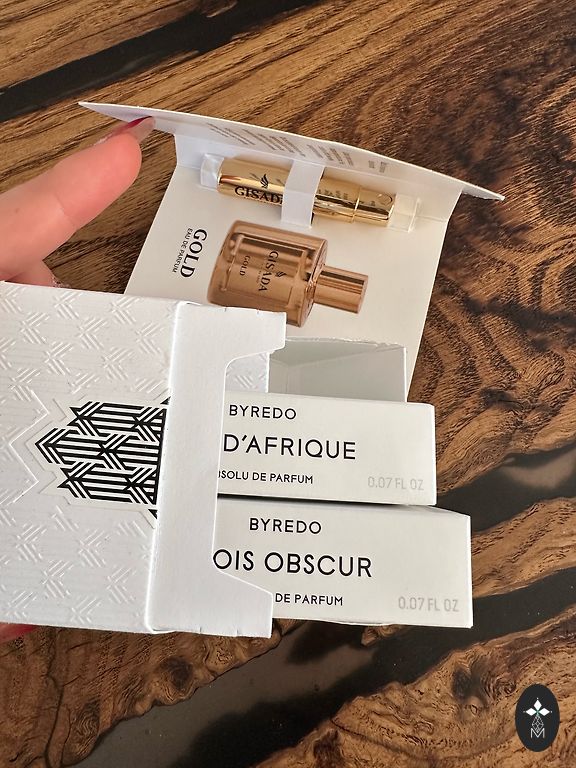 GISADA
GOLD
EAU DE PARFUM
GISADA
GOLD
BYREDO
D'AFRIQUE
SOLU DE PARFUM
0.07 FL OZ
BYREDO
OIS OBSCUR
DE PARFUM
0.07 FL OZ
M